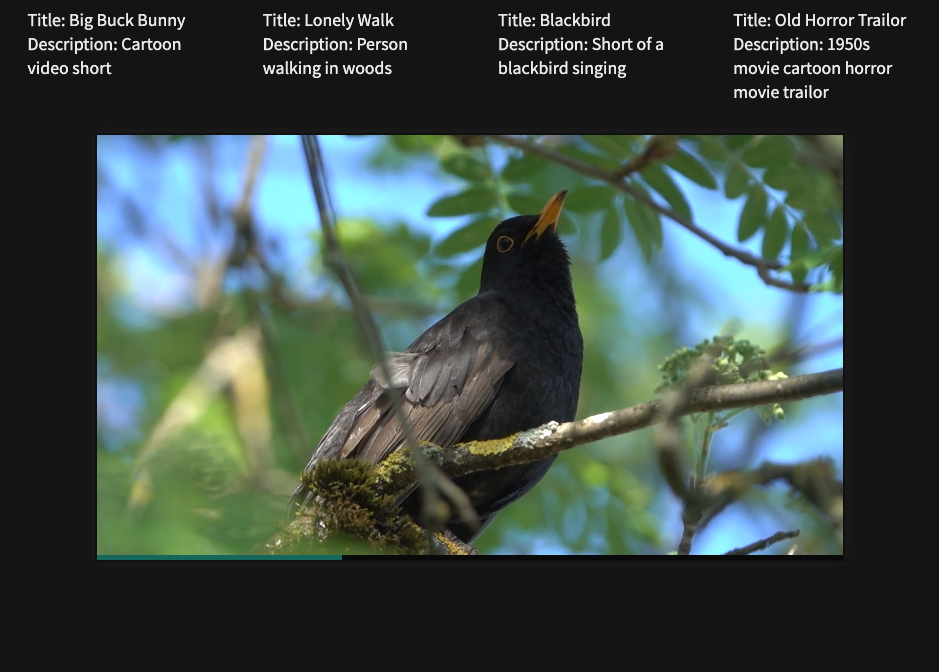 Title: Big Buck Bunny
Description: Cartoon
video short
Title: Lonely Walk
Description: Person
walking in woods
Title: Blackbird
Description: Short of a
blackbird singing
Title: Old Horror Trailor
Description: 1950s
movie cartoon horror
movie trailor